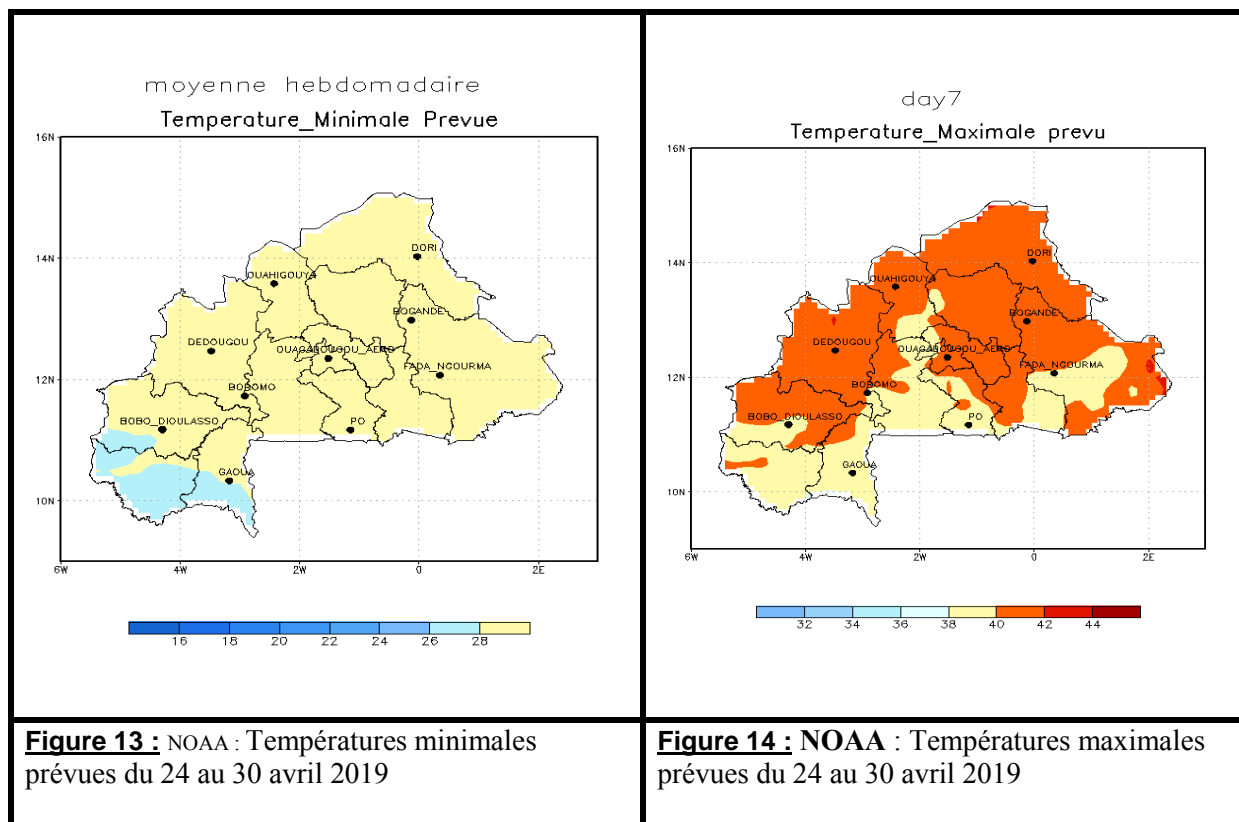 moyenne hebdomadaire
Temperature_Minimale Prevue
16N
14N
12N
10N
6W 4W 2W 0 2E
DORI
OUAHIGOUYA
BOGANDE
DEDOUGOU
OUAGADOUGOU_AERO
FADA_NGOURMA
BOROMO
BOBO_DIOULASSO
PO
GAOUA
16 18 20 22 24 26 28
day7
Temperature_Maximale prevu
16N
14N
12N
10N
6W 4W 2W 0 2E
DORI
OUAHIGOUYA
BOGANDE
DEDOUGOU
OUAGADOUGOU_AERO
FADA_NGOURMA
BOROMO
BOBO_DIOULASSO
PO
GAOUA
32 34 36 38 40 42 44
Figure 13 : NOAA : Températures minimales
prévues du 24 au 30 avril 2019
Figure 14 : NOAA : Températures maximales
prévues du 24 au 30 avril 2019